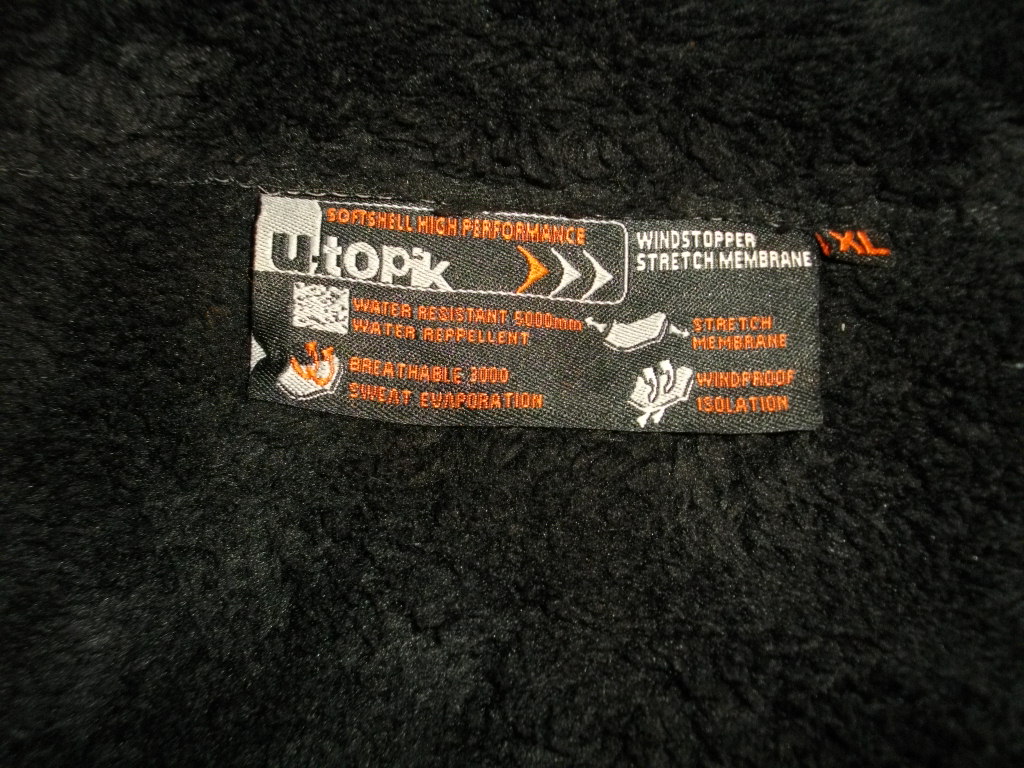 SOFTSHELL HIGH PERFORMANCE
U-topik
WINDSTOPPER
STRETCH MEMBRANE
XL
WATER RESISTANT 5000mm
WATER REPPELLENT
STRETCH
MEMBRANE
BREATHABLE 3000
SWEAT EVAPORATION
WINDPROOF
ISOLATION